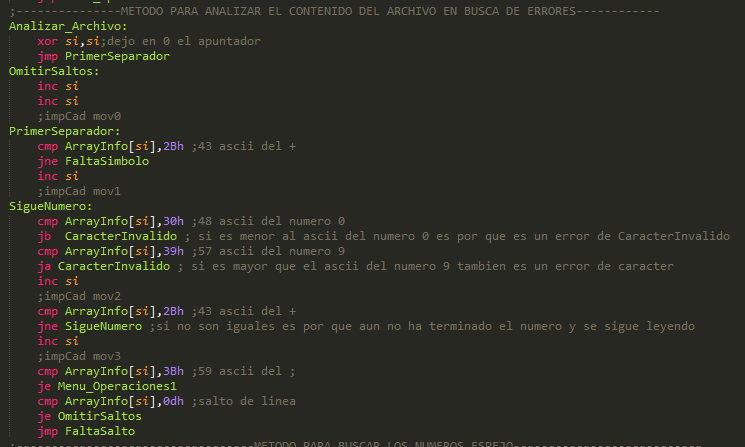 ;---------------METODO PARA ANALIZAR EL CONTENIDO DEL ARCHIVO EN BUSCA DE ERRORES------------
Analizar_Archivo:
xor si,si;dejo en 0 el apuntador
jmp PrimerSeparador
OmitirSaltos:
inc si
inc si
;impCad mov0
PrimerSeparador:
cmp ArrayInfo[si],2Bh ;43 ascii del +
jne FaltaSimbolo
inc si
;impCad mov1
SigueNumero:
cmp ArrayInfo[si],30h ;48 ascii del numero 0
jb  CaracterInvalido ; si es menor al ascii del numero 0 es por que es un error de CaracterInvalido
cmp ArrayInfo[si],39h ;57 ascii del numero 9
ja CaracterInvalido ; si es mayor que el ascii del numero 9 tambien es un error de caracter
inc si
;impCad mov2
cmp ArrayInfo[si],2Bh ;43 ascii del +
jne SigueNumero ;si no son iguales es por que aun no ha terminado el numero y se sigue leyendo
inc si
;impCad mov3
cmp ArrayInfo[si],3Bh ;59 ascii del ;
je Menu_Operaciones1
cmp ArrayInfo[si],0dh ;salto de linea
je OmitirSaltos
jmp FaltaSalto
;----------------------------------METODO PARA BUSCAR LOS NUMEROS ESPEJO---------------------------